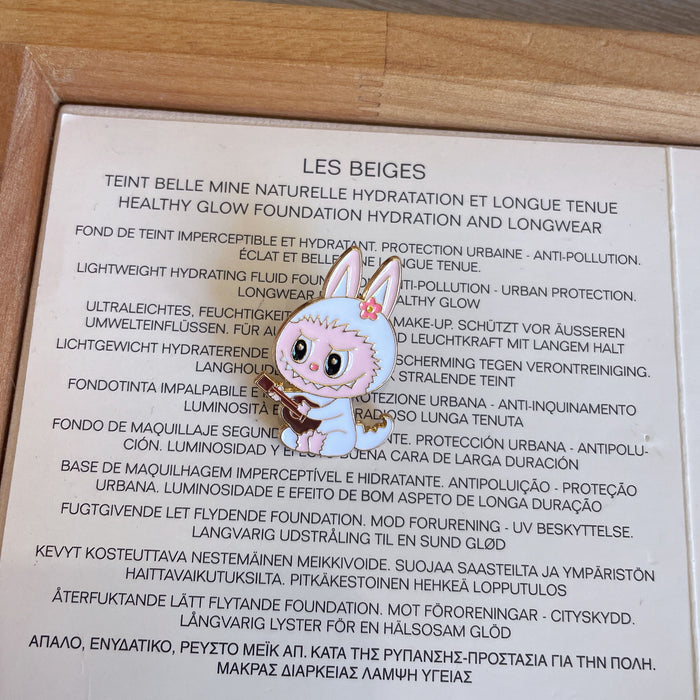 LES BEIGES
TEINT BELLE MINE NATURELLE HYDRATATION ET LONGUE TENUE
HEALTHY GLOW FOUNDATION HYDRATION AND LONGWEAR
FOND DE TEINT IMPERCEPTIBLE ET HYDRATANT. PROTECTION URBAINE - ANTI-POLLUTION.
ÉCLAT ET BELLE MINE LONGUE TENUE.
LIGHTWEIGHT HYDRATING FLUID FOUN ANTI-POLLUTION - URBAN PROTECTION.
LONGWEAR HEALTHY GLOW
ULTRALEICHTES, FEUCHTIGKEIT MAKE-UP. SCHÜTZT VOR ÄUSSEREN
UMWELTEINFLÜSSEN. FÜR AU D LEUCHTKRAFT MIT LANGEM HALT
LICHTGEWICHT HYDRATERENDE SCHERMING TEGEN VERONTREINIGING.
LANGHOUD STRALENDE TEINT
FONDOTINTA IMPALPABILE E OTEZIONE URBANA - ANTI-INQUINAMENTO
LUMINOSITÀ E RADIOSO LUNGA TENUTA
FONDO DE MAQUILLAJE SEGUND NTE. PROTECCIÓN URBANA - ANTIPOLU-
CIÓN. LUMINOSIDAD Y EFECTO BUENA CARA DE LARGA DURACIÓN
BASE DE MAQUILHAGEM IMPERCEPTÍVEL E HIDRATANTE. ANTIPOLUIÇÃO - PROTEÇÃO
URBANA. LUMINOSIDADE E EFEITO DE BOM ASPETO DE LONGA DURAÇÃO
FUGTGIVENDE LET FLYDENDE FOUNDATION. MOD FORURENING - UV BESKYTTELSE.
LANGVARIG UDSTRÅLING TIL EN SUND GLØD
KEVYT KOSTEUTTAVA NESTEMÄINEN MEIKKIVOIDE. SUOJAA SAASTEILTA JA YMPÄRISTÖN
HAITTAVAIKUTUKSILTA. PITKÄKESTOINEN HEHKEÄ LOPPUTULOS
ÅTERFUKTANDE LÄTT FLYTANDE FOUNDATION. MOT FÖRORENINGAR - CITYSKYDD.
LÅNGVARIG LYSTER FÖR EN HÄLSOSAM GLÖD
ΑΠΑΛΟ, ΕΝΥΔΑΤΙΚΟ, ΡΕΥΣΤΟ ΜΕΪΚ ΑΠ. ΚΑΤΑ ΤΗΣ ΡΥΠΑΝΣΗΣ-ΠΡΟΣΤΑΣΙΑ ΓΙΑ ΤΗΝ ΠΟΛΗ.
ΜΑΚΡΑΣ ΔΙΑΡΚΕΙΑΣ ΛΑΜΨΗ ΥΓΕΙΑΣ